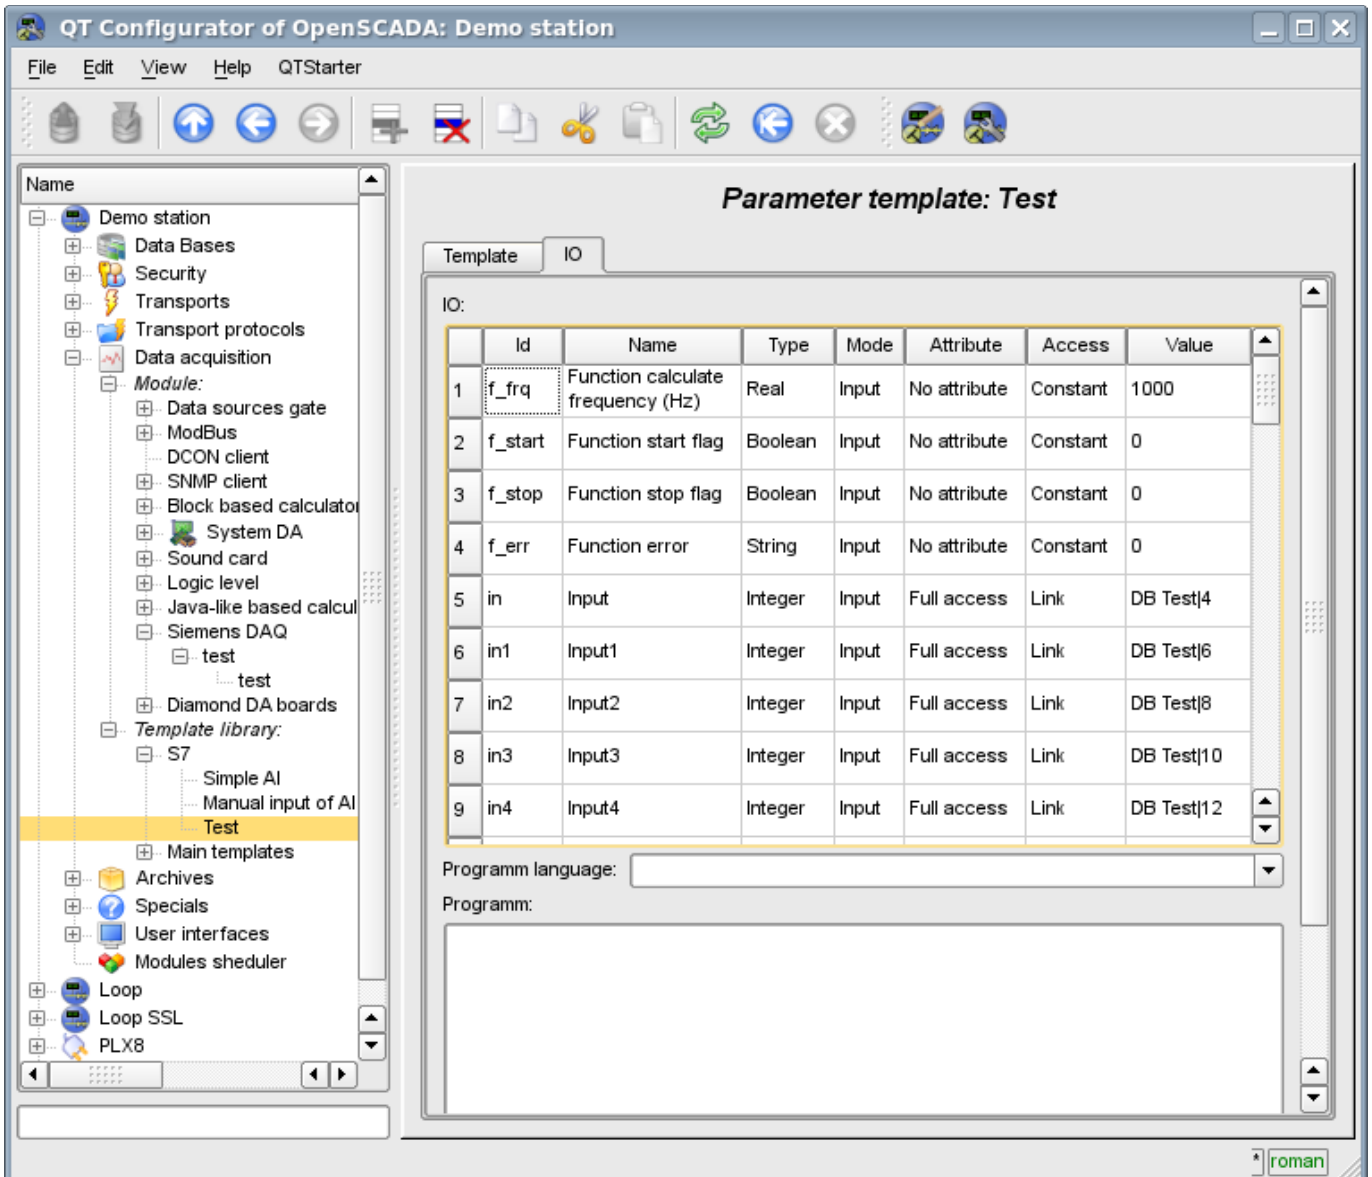 QT Configurator of OpenSCADA: Demo station
File Edit View Help QTStarter
Name
Demo station
Data Bases
Security
Transports
Transport protocols
Data acquisition
Module:
Data sources gate
ModBus
DCON client
SNMP client
Block based calculator
System DA
Sound card
Logic level
Java-like based calcul
Siemens DAQ
test
test
Diamond DA boards
Template library:
S7
Simple AI
Manual input of AI
Test
Main templates
Archives
Specials
User interfaces
Modules sheduler
Loop
Loop SSL
PLX8
Parameter template: Test
Template IO
IO:
Id Name Type Mode Attribute Access Value
1 f_frq Function calculate frequency (Hz) Real Input No attribute Constant 1000
2 f_start Function start flag Boolean Input No attribute Constant 0
3 f_stop Function stop flag Boolean Input No attribute Constant 0
4 f_err Function error String Input No attribute Constant 0
5 in Input Integer Input Full access Link DB Test|4
6 in1 Input1 Integer Input Full access Link DB Test|6
7 in2 Input2 Integer Input Full access Link DB Test|8
8 in3 Input3 Integer Input Full access Link DB Test|10
9 in4 Input4 Integer Input Full access Link DB Test|12
Programm language:
Programm:
* roman